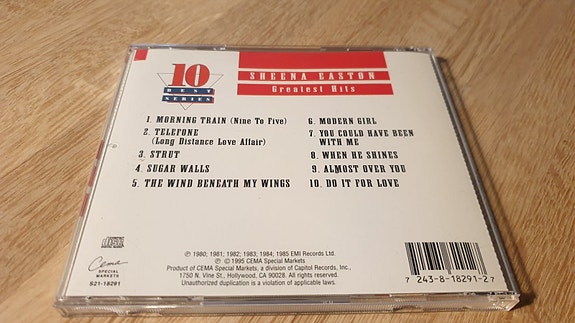 10
BEST
SERIES
SHEENA EASTON
Greatest Hits
1. MORNING TRAIN (Nine To Five)
2. TELEFONE
(Long Distance Love Affair)
3. STRUT
4. SUGAR WALLS
5. THE WIND BENEATH MY WINGS
6. MODERN GIRL
7. YOU COULD HAVE BEEN
WITH ME
8. WHEN HE SHINES
9. ALMOST OVER YOU
10. DO IT FOR LOVE
Cema
SPECIAL
MARKETS
S21-18291
℗ 1980; 1981; 1982; 1983; 1984; 1985 EMI Records Ltd.
℗ © 1995 CEMA Special Markets
Product of CEMA Special Markets, a division of Capitol Records, Inc.,
1750 N. Vine St., Hollywood, CA 90028. All rights reserved.
Unauthorized duplication is a violation of applicable laws.
7 243-8-18291-2 7